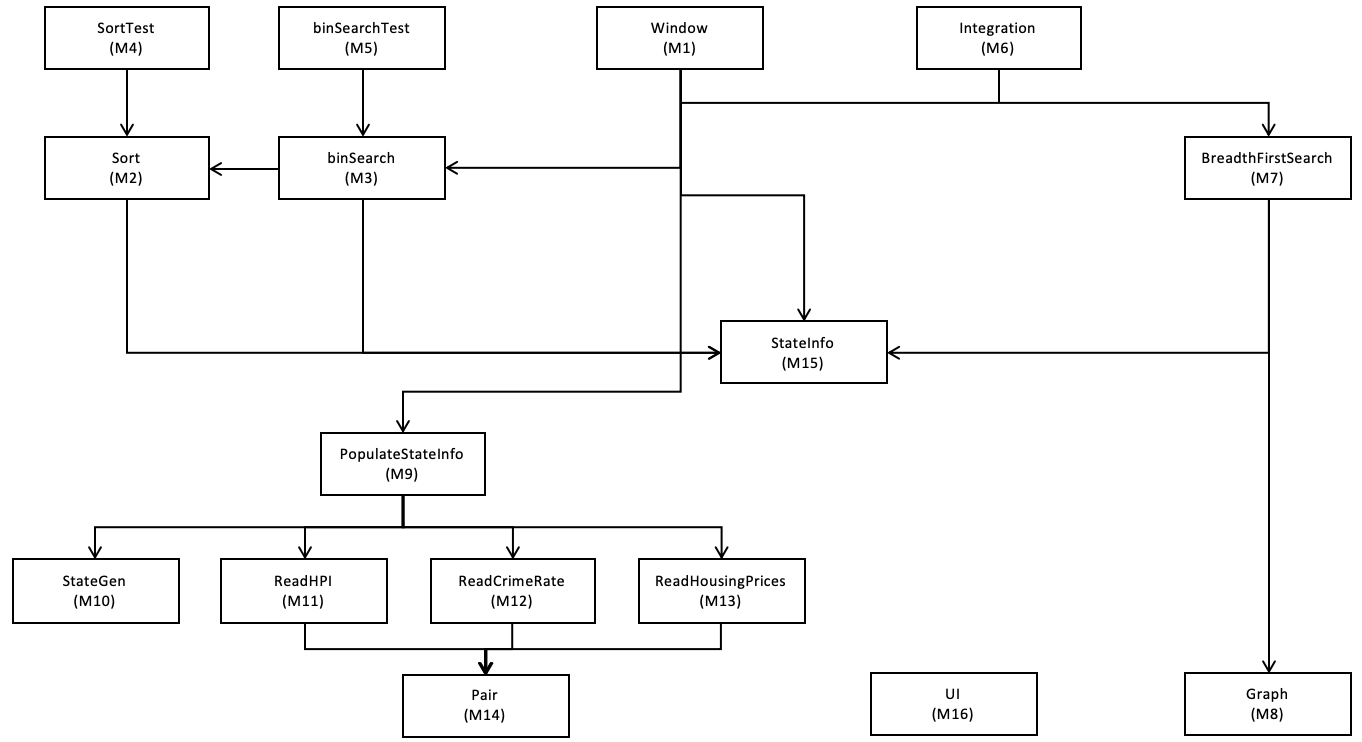 SortTest
(M4)
binSearchTest
(M5)
Window
(M1)
Integration
(M6)
Sort
(M2)
binSearch
(M3)
BreadthFirstSearch
(M7)
StateInfo
(M15)
PopulateStateInfo
(M9)
StateGen
(M10)
ReadHPI
(M11)
ReadCrimeRate
(M12)
ReadHousingPrices
(M13)
Pair
(M14)
UI
(M16)
Graph
(M8)